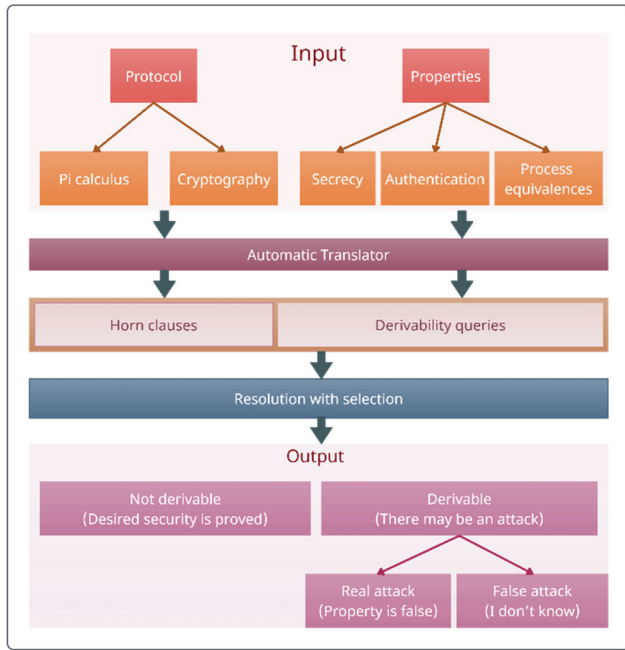 Input
Protocol
Properties
Pi calculus
Cryptography
Secrecy
Authentication
Process
equivalences
Automatic Translator
Horn clauses
Derivability queries
Resolution with selection
Output
Not derivable
(Desired security is proved)
Derivable
(There may be an attack)
Real attack
(Property is false)
False attack
(I don't know)